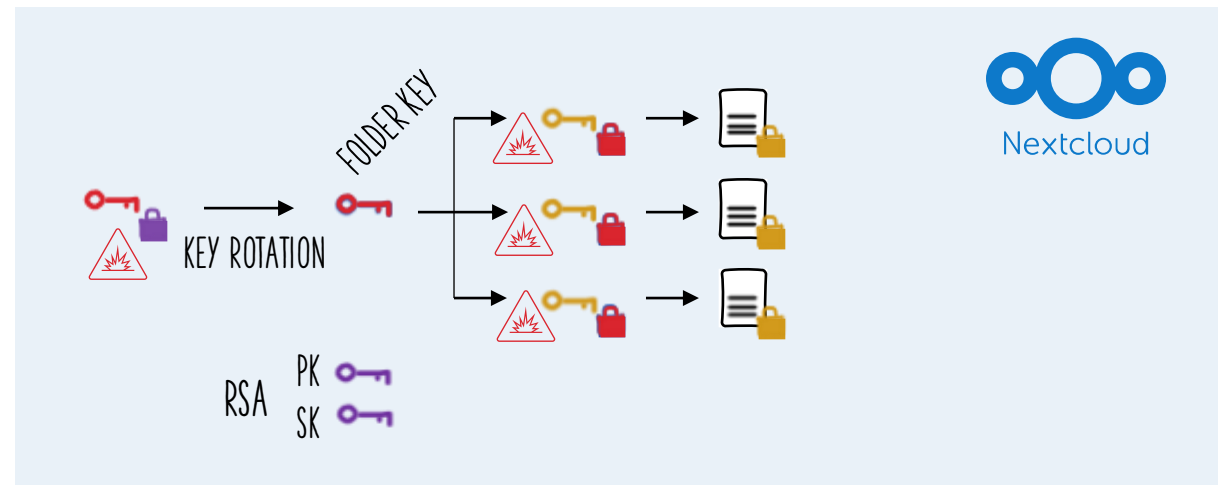 FOLDER KEY
Nextcloud
KEY ROTATION
PK
RSA
SK